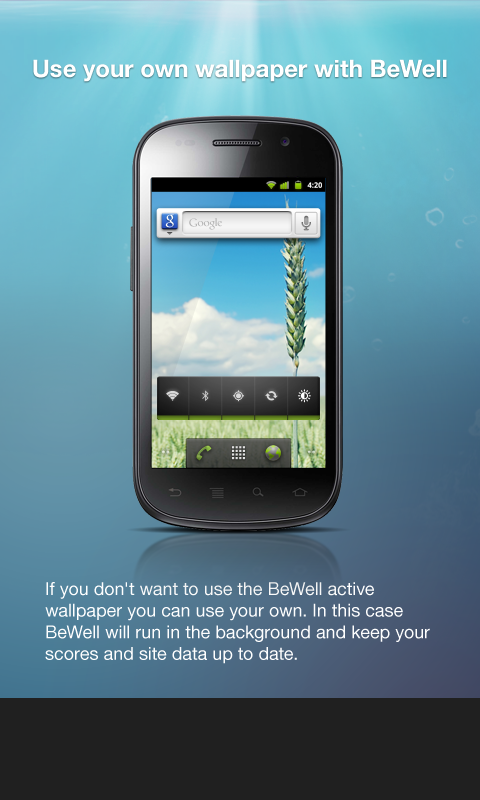 Use your own wallpaper with BeWell
4:20
8 Google
If you don't want to use the BeWell active
wallpaper you can use your own. In this case
BeWell will run in the background and keep your
scores and site data up to date.